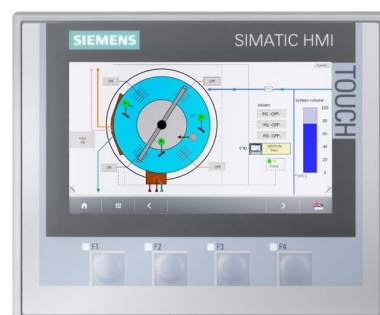 SIEMENS
SIMATIC HMI
TOUCH
ON
OFF
system volume
mixers
M1 -OFF-
M2 -OFF-
M3 -OFF-
100
80
60
40
20
0
ON
OFF
Trend
F1
F2
F3
F4